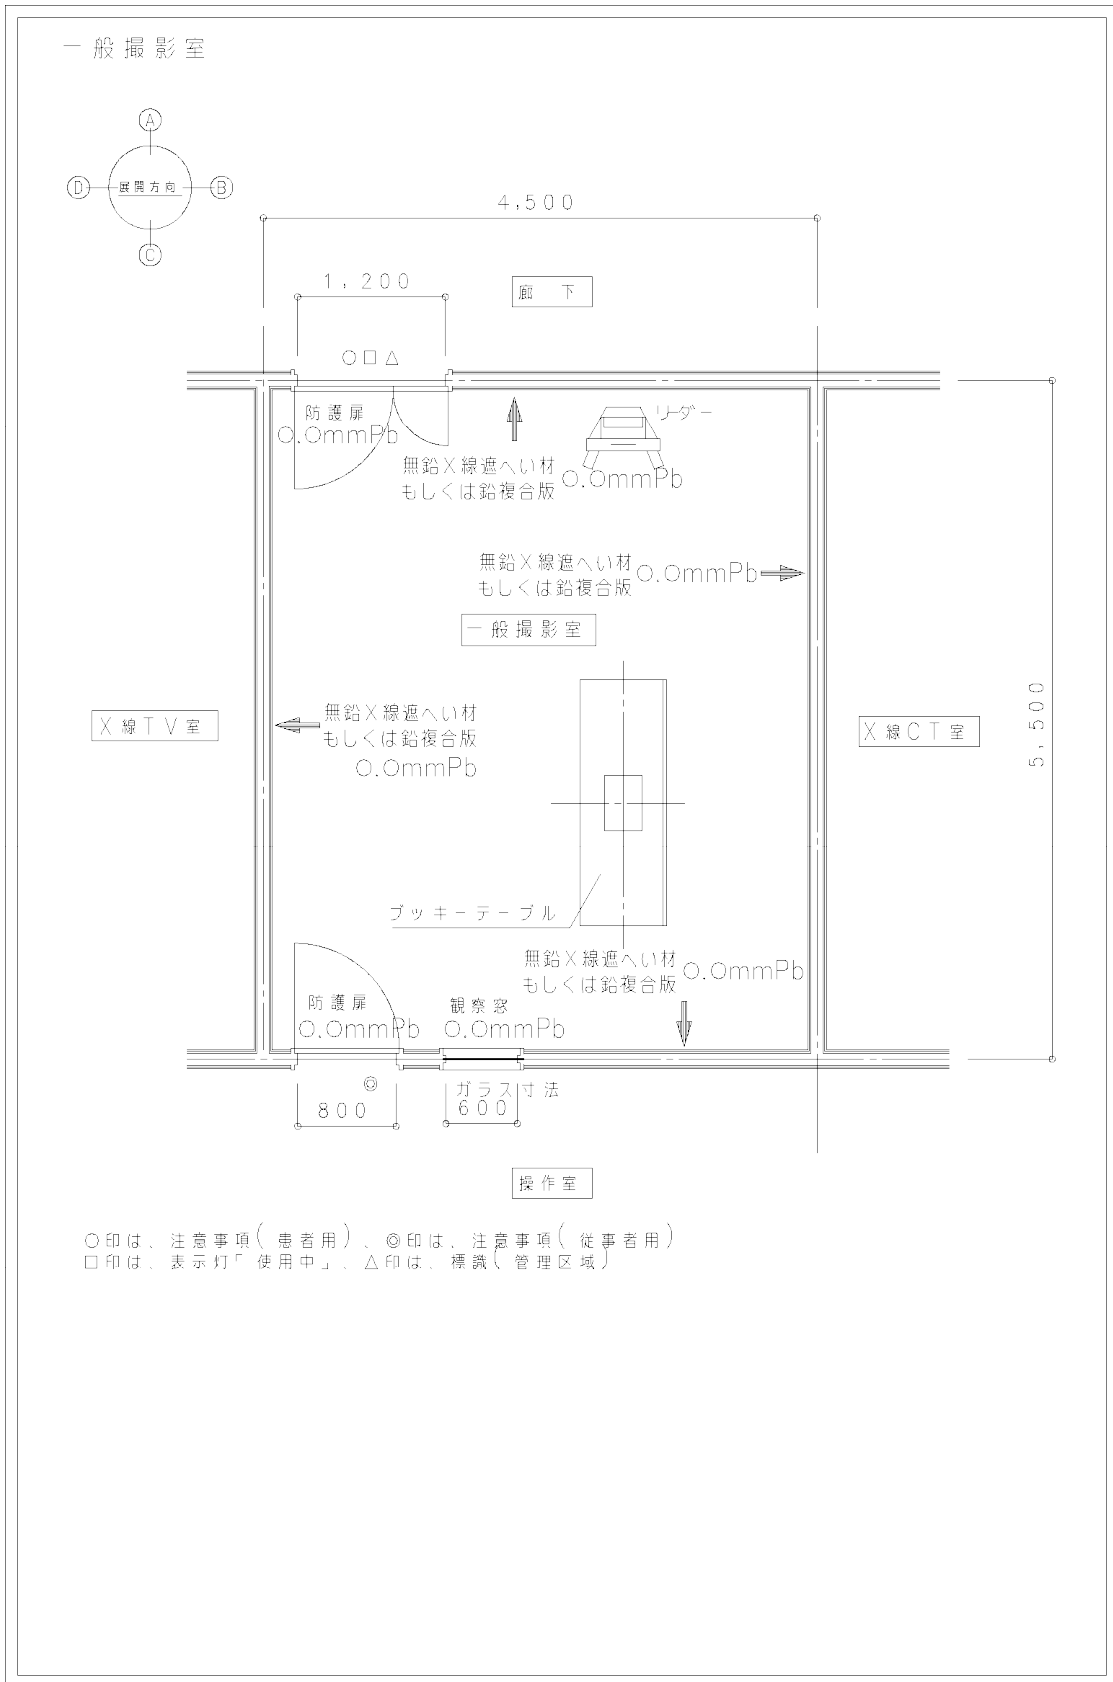 一般撮影室
A
D
展開方向
B
C
4,500
1,200
廊 下
○□△
防護扉
0.0mmPb
リーダー
無鉛X線遮へい材
もしくは鉛複合版
0.0mmPb
無鉛X線遮へい材
もしくは鉛複合版
0.0mmPb
一般撮影室
X線TV室
無鉛X線遮へい材
もしくは鉛複合版
0.0mmPb
X線CT室
5,500
ブッキーテーブル
無鉛X線遮へい材
もしくは鉛複合版
0.0mmPb
防護扉
0.0mmPb
観察窓
0.0mmPb
◎
800
ガラス寸法
600
操作室
○印は、注意事項(患者用)、◎印は、注意事項(従事者用)
□印は、表示灯「使用中」、△印は、標識(管理区域)